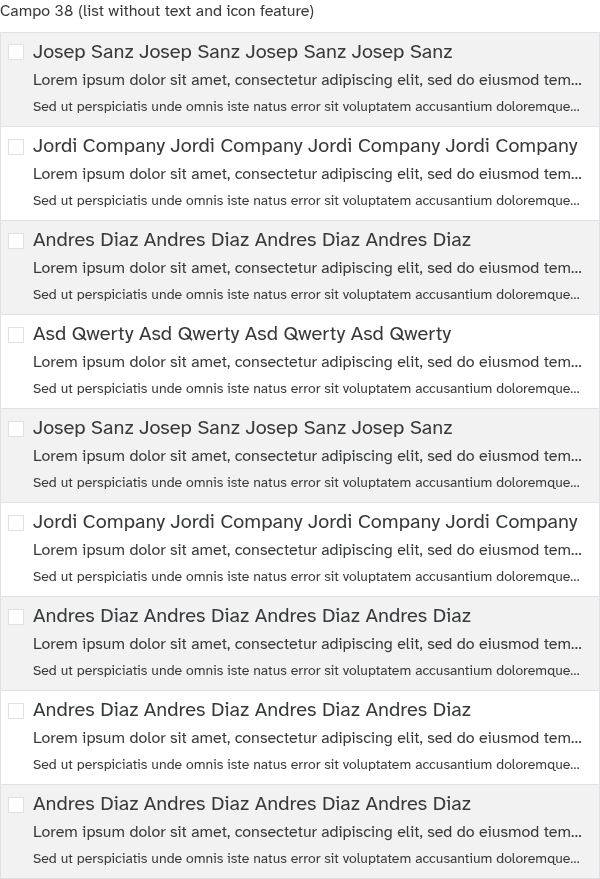 Campo 38 (list without text and icon feature)
Josep Sanz Josep Sanz Josep Sanz Josep Sanz
Lorem ipsum dolor sit amet, consectetur adipiscing elit, sed do eiusmod tem...
Sed ut perspiciatis unde omnis iste natus error sit voluptatem accusantium doloremque...
Jordi Company Jordi Company Jordi Company Jordi Company
Lorem ipsum dolor sit amet, consectetur adipiscing elit, sed do eiusmod tem...
Sed ut perspiciatis unde omnis iste natus error sit voluptatem accusantium doloremque...
Andres Diaz Andres Diaz Andres Diaz Andres Diaz
Lorem ipsum dolor sit amet, consectetur adipiscing elit, sed do eiusmod tem...
Sed ut perspiciatis unde omnis iste natus error sit voluptatem accusantium doloremque...
Asd Qwerty Asd Qwerty Asd Qwerty Asd Qwerty
Lorem ipsum dolor sit amet, consectetur adipiscing elit, sed do eiusmod tem...
Sed ut perspiciatis unde omnis iste natus error sit voluptatem accusantium doloremque...
Josep Sanz Josep Sanz Josep Sanz Josep Sanz
Lorem ipsum dolor sit amet, consectetur adipiscing elit, sed do eiusmod tem...
Sed ut perspiciatis unde omnis iste natus error sit voluptatem accusantium doloremque...
Jordi Company Jordi Company Jordi Company Jordi Company
Lorem ipsum dolor sit amet, consectetur adipiscing elit, sed do eiusmod tem...
Sed ut perspiciatis unde omnis iste natus error sit voluptatem accusantium doloremque...
Andres Diaz Andres Diaz Andres Diaz Andres Diaz
Lorem ipsum dolor sit amet, consectetur adipiscing elit, sed do eiusmod tem...
Sed ut perspiciatis unde omnis iste natus error sit voluptatem accusantium doloremque...
Andres Diaz Andres Diaz Andres Diaz Andres Diaz
Lorem ipsum dolor sit amet, consectetur adipiscing elit, sed do eiusmod tem...
Sed ut perspiciatis unde omnis iste natus error sit voluptatem accusantium doloremque...
Andres Diaz Andres Diaz Andres Diaz Andres Diaz
Lorem ipsum dolor sit amet, consectetur adipiscing elit, sed do eiusmod tem...
Sed ut perspiciatis unde omnis iste natus error sit voluptatem accusantium doloremque...